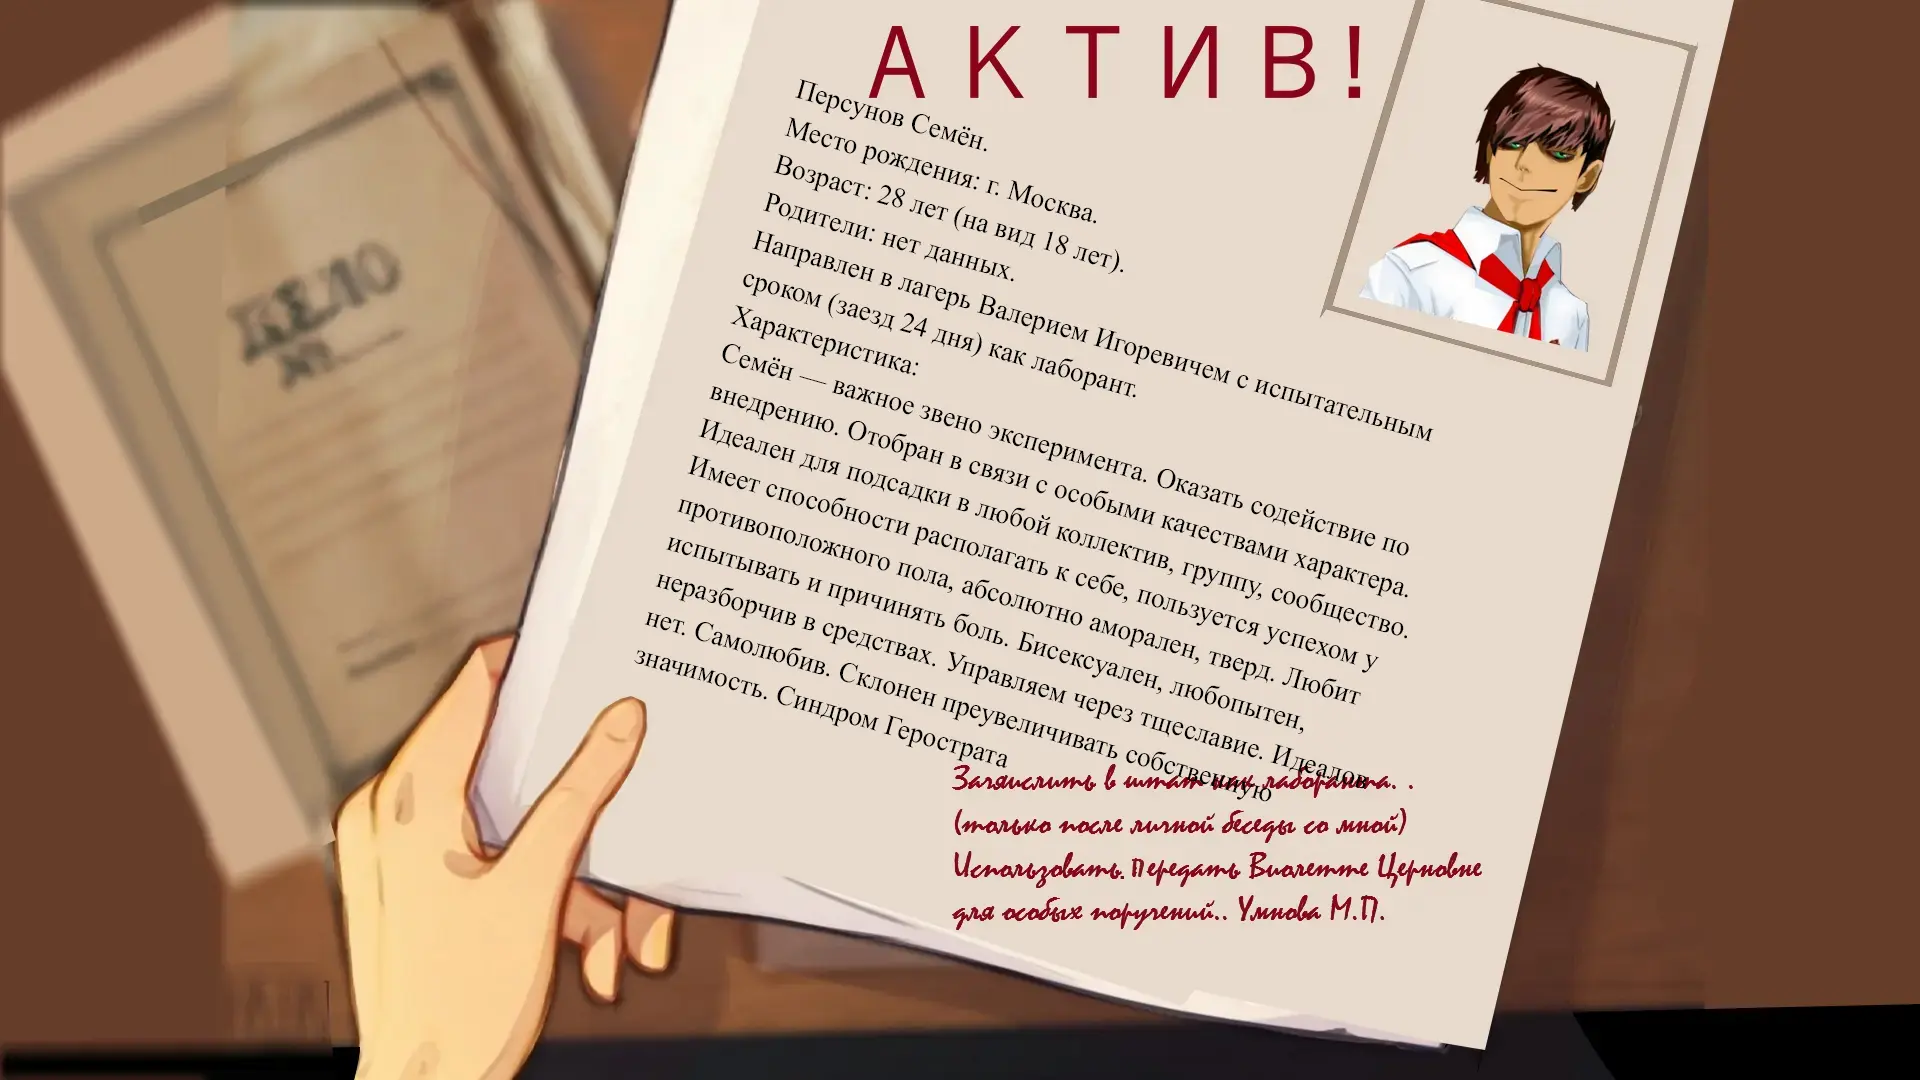 АКТИВ!
Персунов Семён.
Место рождения: г. Москва.
Возраст: 28 лет (на вид 18 лет).
Родители: нет данных.
Направлен в лагерь Валерием Игоревичем с испытательным
сроком (заезд 24 дня) как лаборант.
Характеристика:
Семён — важное звено эксперимента. Оказать содействие по
внедрению. Отобран в связи с особыми качествами характера.
Идеален для подсадки в любой коллектив, группу, сообщество.
Имеет способности располагать к себе, пользуется успехом у
противоположного пола, абсолютно аморален, тверд. Любит
испытывать и причинять боль. Бисексуален, любопытен,
неразборчив в средствах. Управляем через тщеславие. Идеалов
нет. Самолюбив. Склонен преувеличивать собственную
значимость. Синдром Герострата
в штат как лаборанта. .
(только после личной беседы со мной)
Использовать. Передать Виолетте Церновне
для особых поручений.. Умнова М.П.
ДЕЛО
№